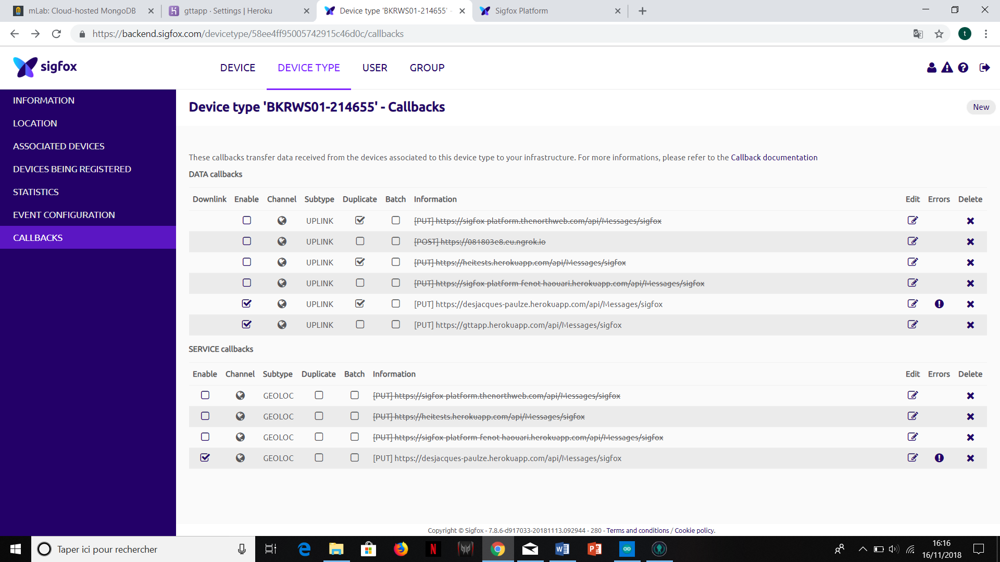 mLab: Cloud-hosted MongoDB
gttapp · Settings | Heroku
Device type 'BKRWS01-214655' -
Sigfox Platform
https://backend.sigfox.com/devicetype/58ee4ff95005742915c46d0c/callbacks
t
sigfox
DEVICE DEVICE TYPE USER GROUP
INFORMATION
LOCATION
ASSOCIATED DEVICES
DEVICES BEING REGISTERED
STATISTICS
EVENT CONFIGURATION
CALLBACKS
Device type 'BKRWS01-214655' - Callbacks
New
These callbacks transfer data received from the devices associated to this device type to your infrastructure. For more informations, please refer to the Callback documentation
DATA callbacks
Downlink Enable Channel Subtype Duplicate Batch Information Edit Errors Delete
UPLINK [PUT] https://sigfox-platform.thenorthweb.com/api/Messages/sigfox
UPLINK [POST] https://081803e8.eu.ngrok.io
UPLINK [PUT] https://heitests.herokuapp.com/api/Messages/sigfox
UPLINK [PUT] https://sigfox-platform-fenot-haouari.herokuapp.com/api/Messages/sigfox
UPLINK [PUT] https://desjacques-paulze.herokuapp.com/api/Messages/sigfox
UPLINK [PUT] https://gttapp.herokuapp.com/api/Messages/sigfox
SERVICE callbacks
Enable Channel Subtype Duplicate Batch Information Edit Errors Delete
GEOLOC [PUT] https://sigfox-platform.thenorthweb.com/api/Messages/sigfox
GEOLOC [PUT] https://heitests.herokuapp.com/api/Messages/sigfox
GEOLOC [PUT] https://sigfox-platform-fenot-haouari.herokuapp.com/api/Messages/sigfox
GEOLOC [PUT] https://desjacques-paulze.herokuapp.com/api/Messages/sigfox
Copyright © Sigfox - 7.8.6-d917033-20181113.092944 - 280 - Terms and conditions / Cookie policy.
Taper ici pour rechercher
16:16
16/11/2018